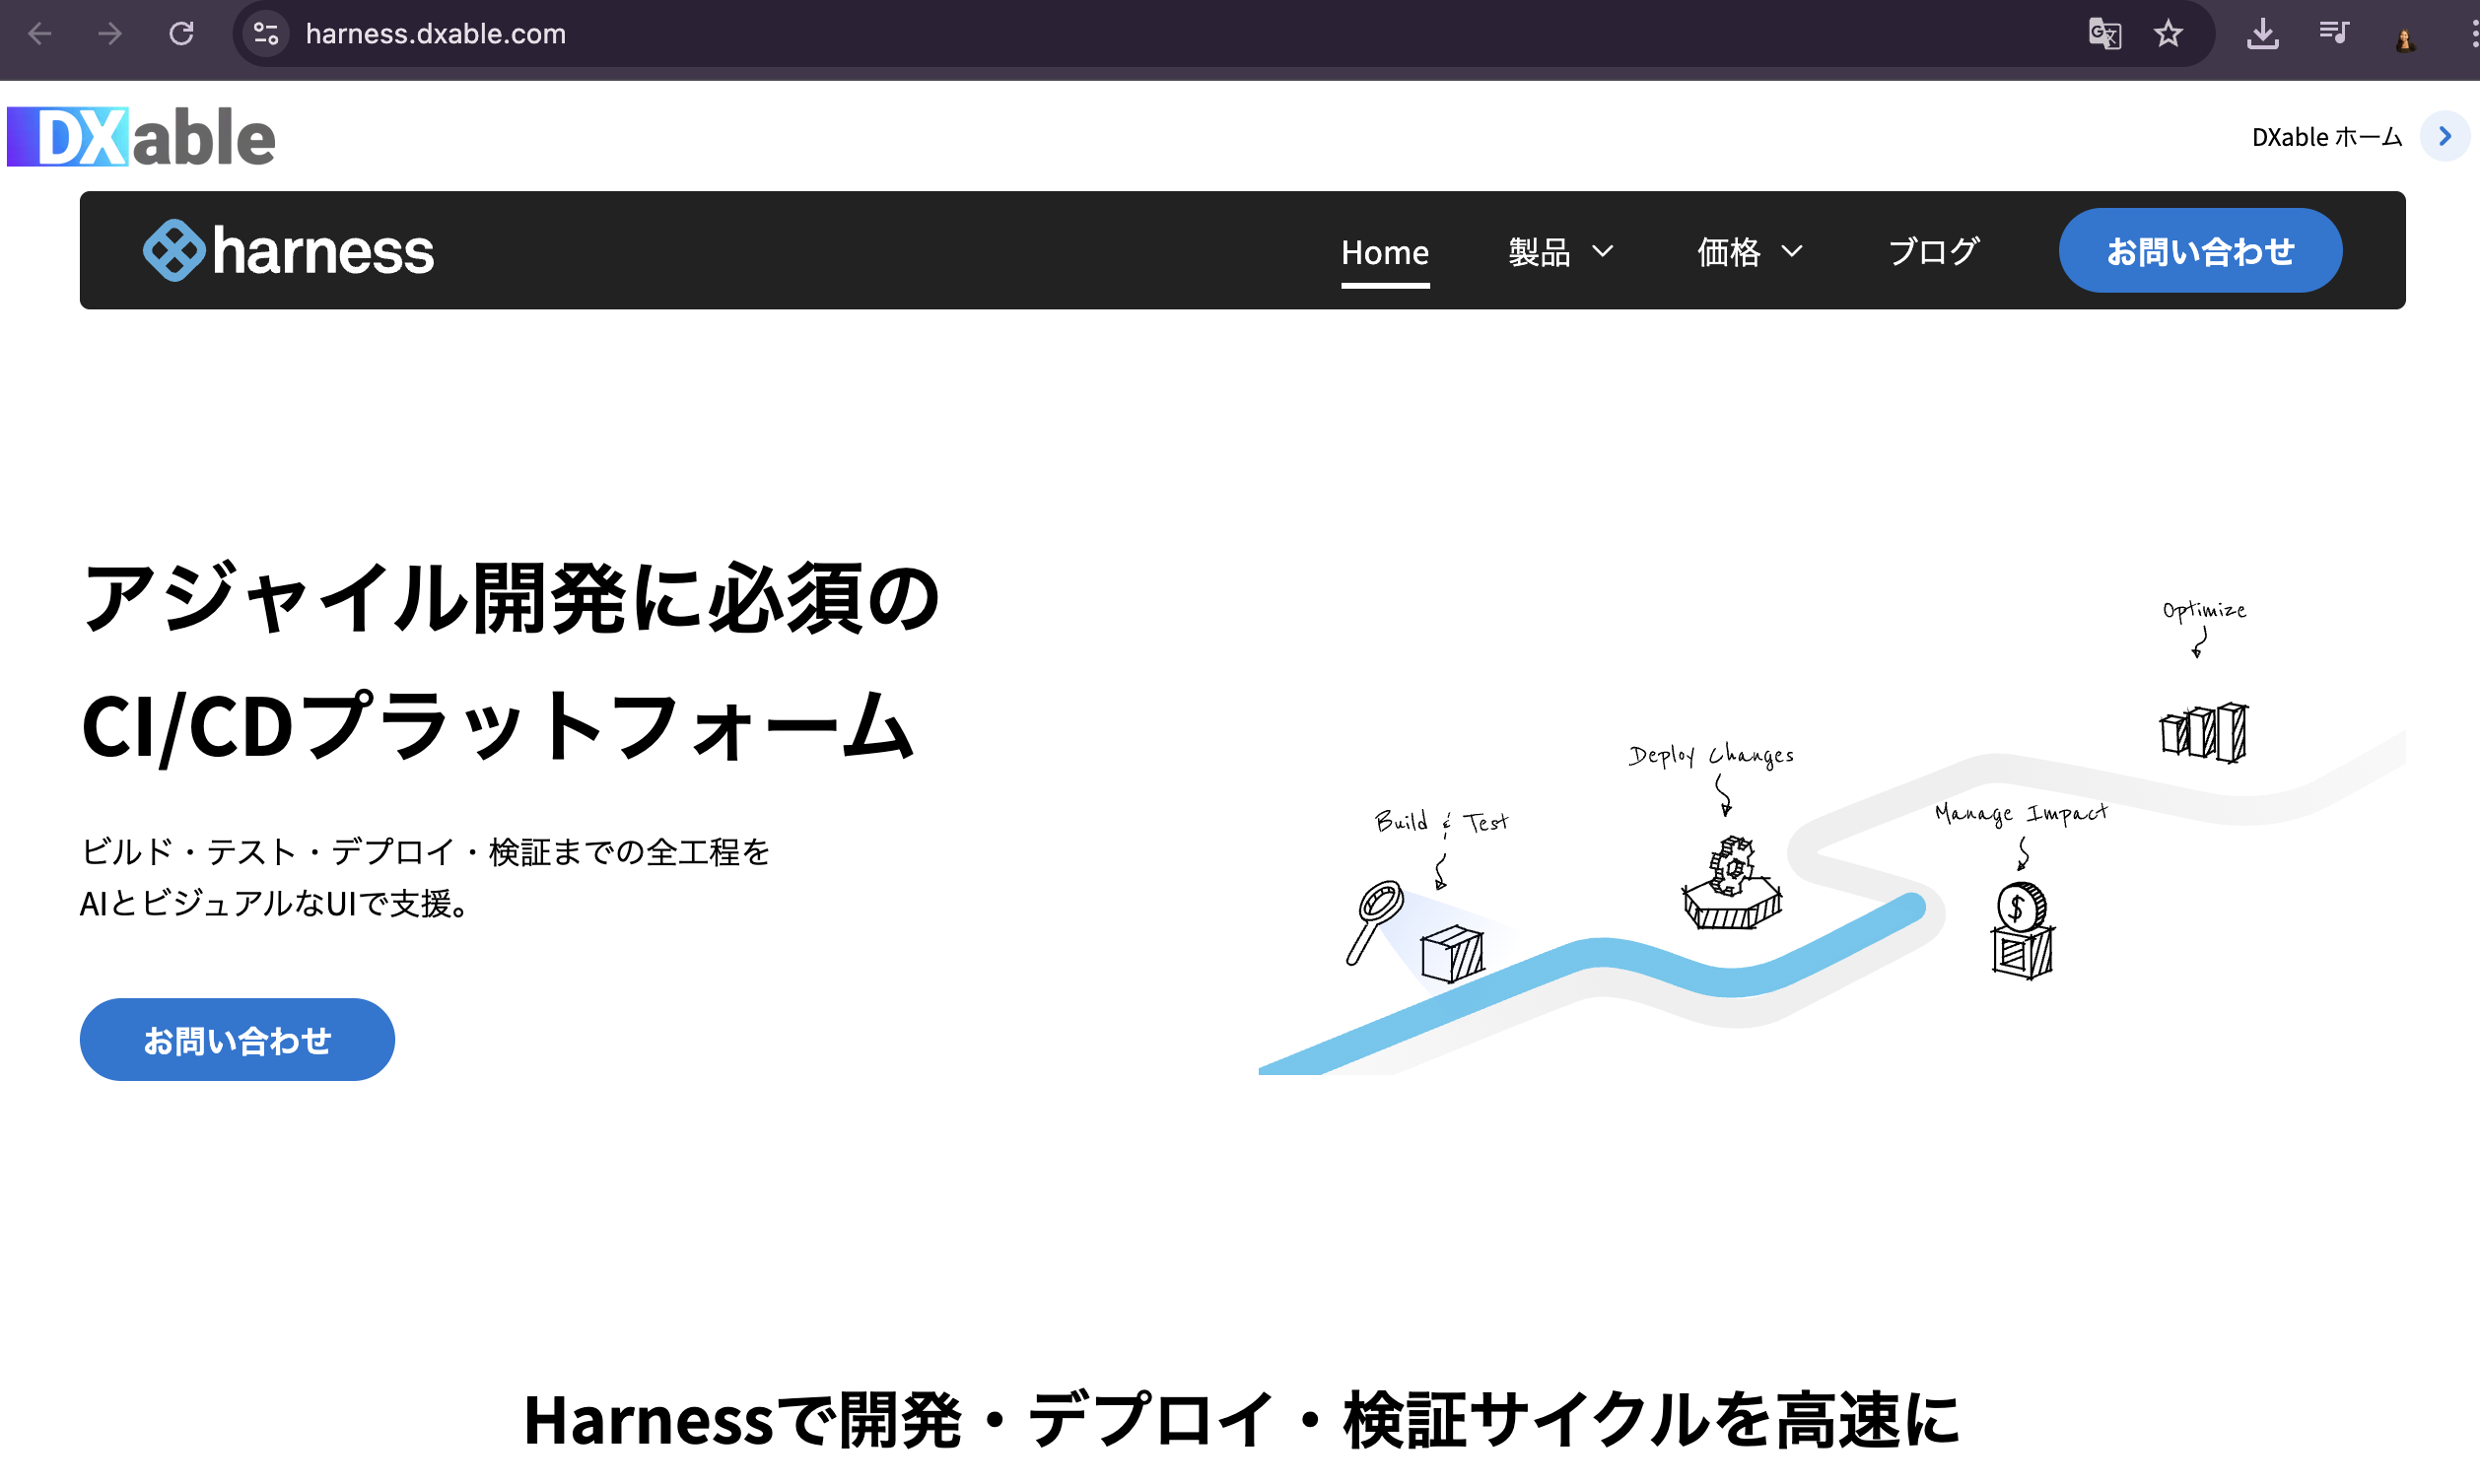 harness.dxable.com
DXable
DXable ホーム
harness
Home
製品
価格
ブログ
お問い合わせ
アジャイル開発に必須の
CI/CDプラットフォーム
ビルド・テスト・デプロイ・検証までの全工程を
AIとビジュアルなUIで支援。
お問い合わせ
Optimize
Deploy Changes
Manage Impact
Build & Test
Harnessで開発・デプロイ・検証サイクルを高速に